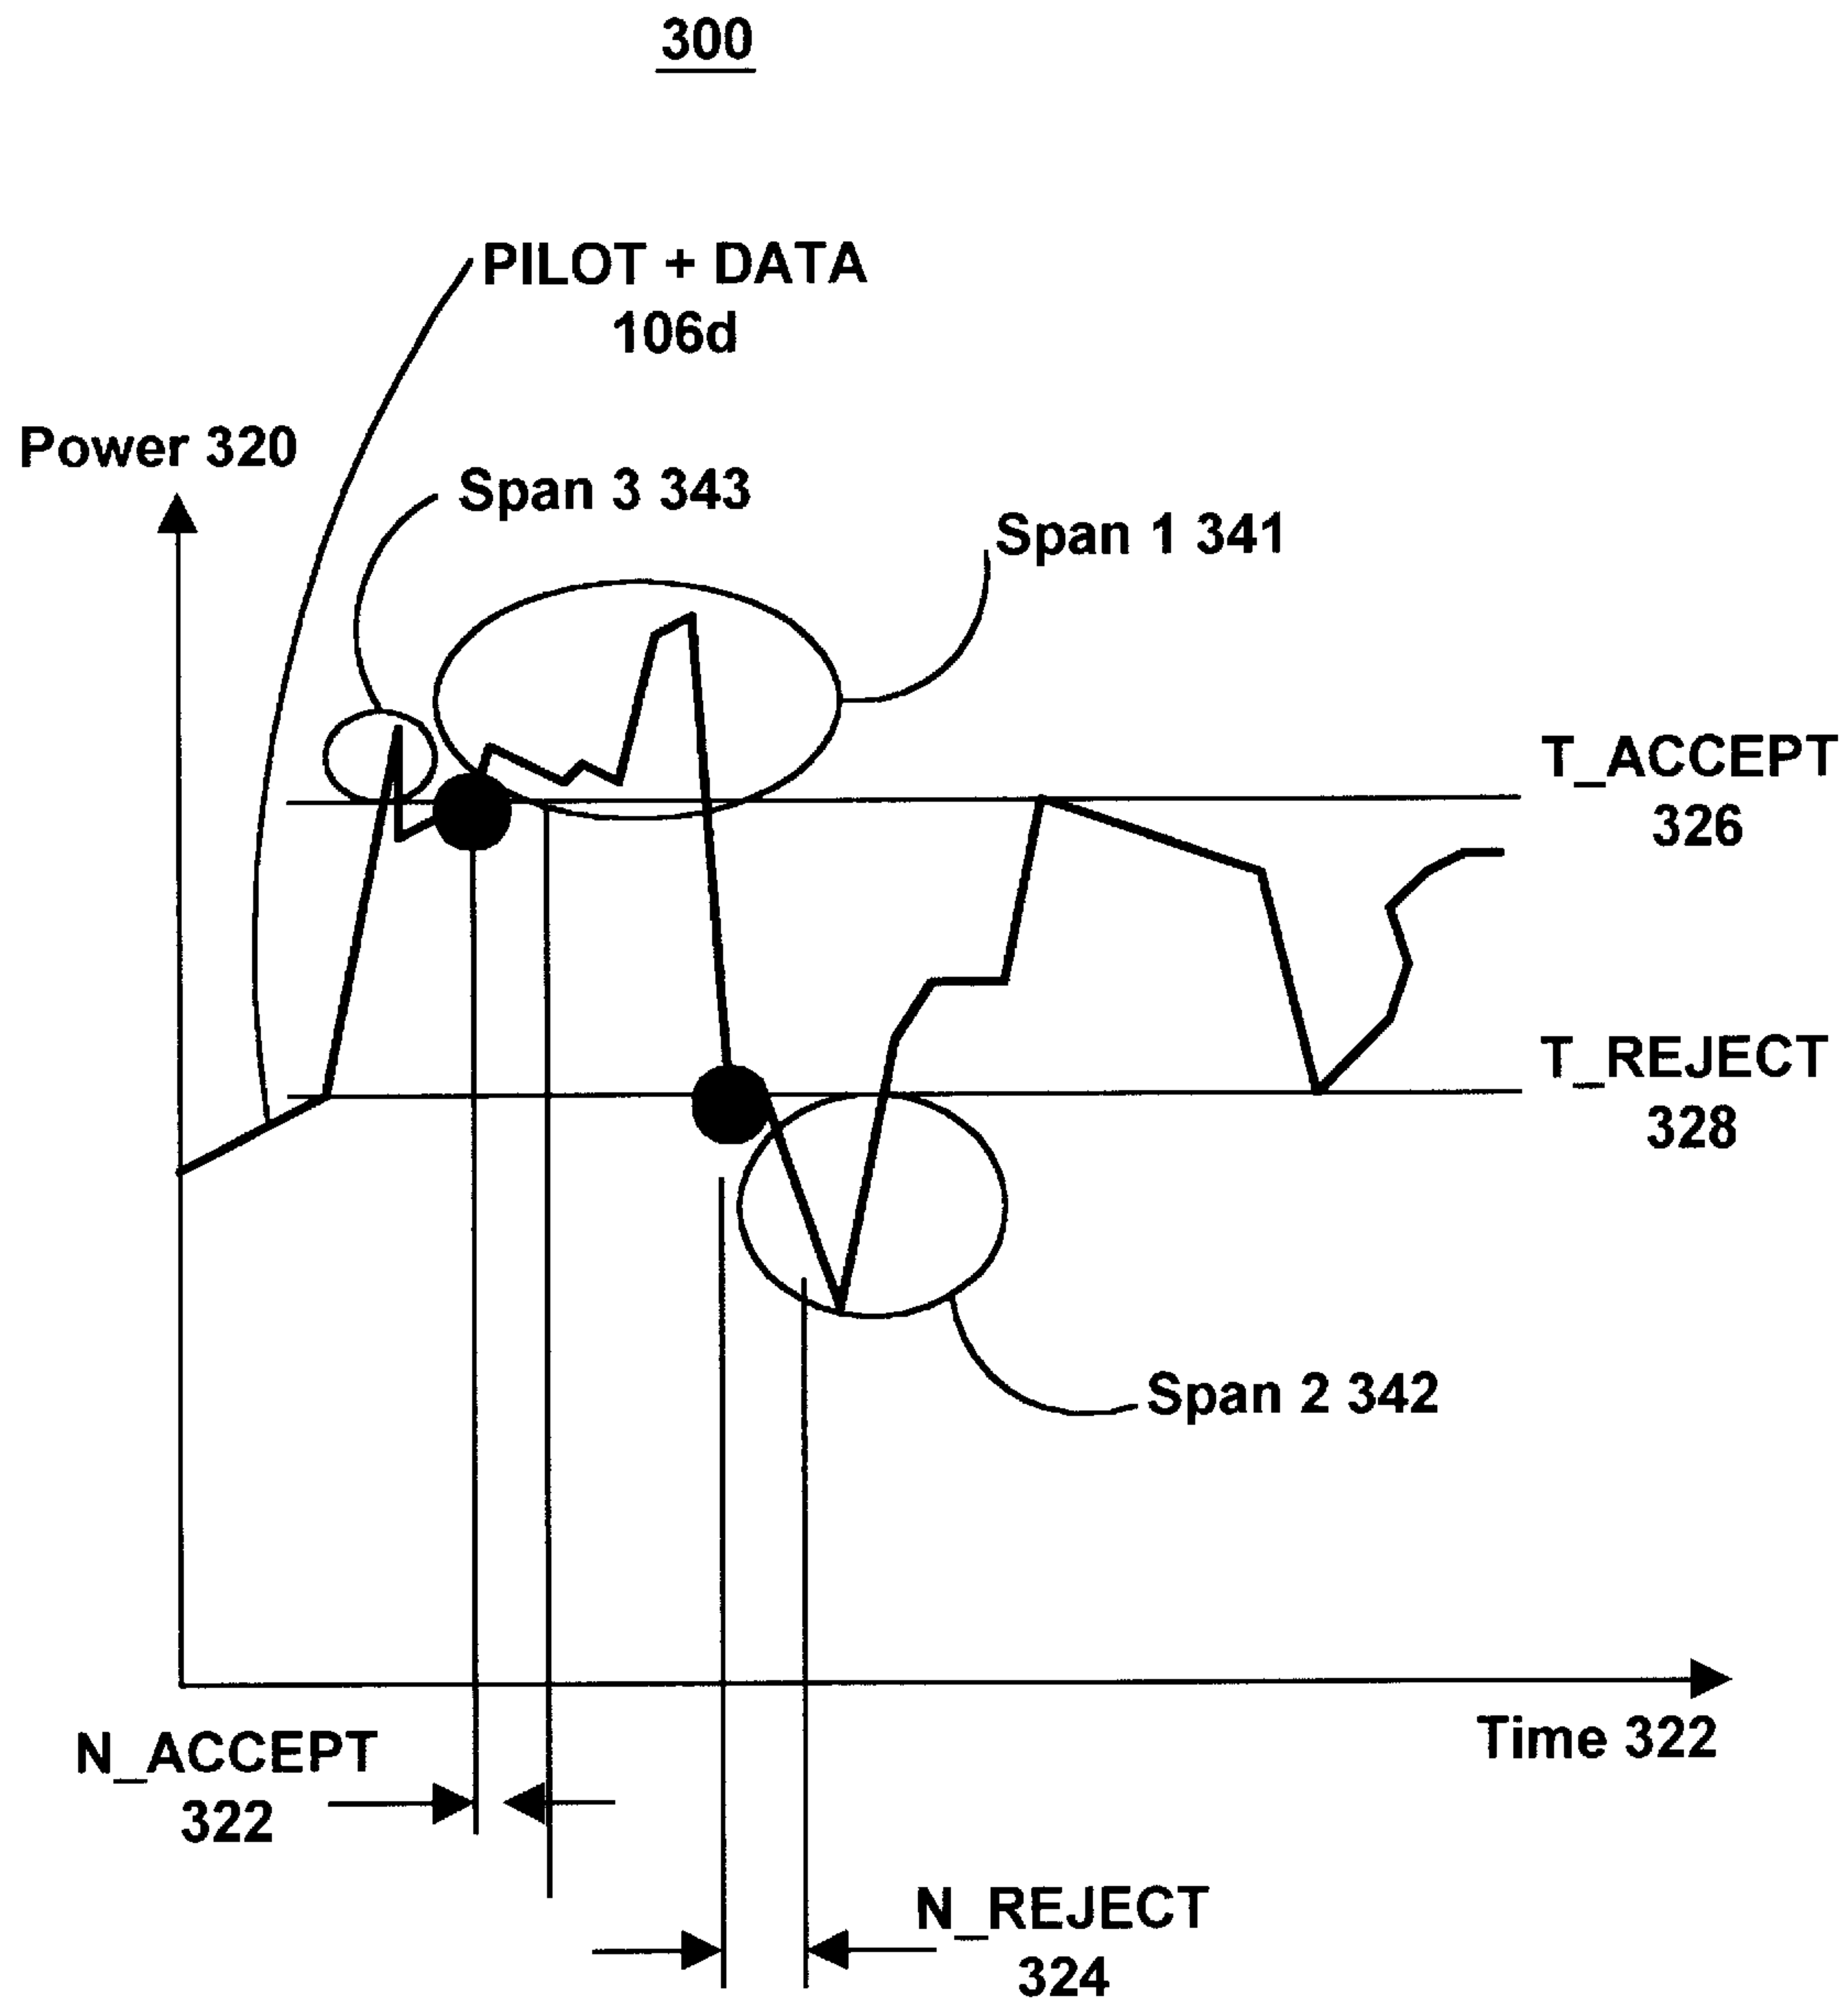 300
PILOT + DATA
106d
Power 320
Span 3 343
Span 1 341
T_ACCEPT
326
T_REJECT
328
Span 2 342
Time 322
N_ACCEPT
322
N_REJECT
324